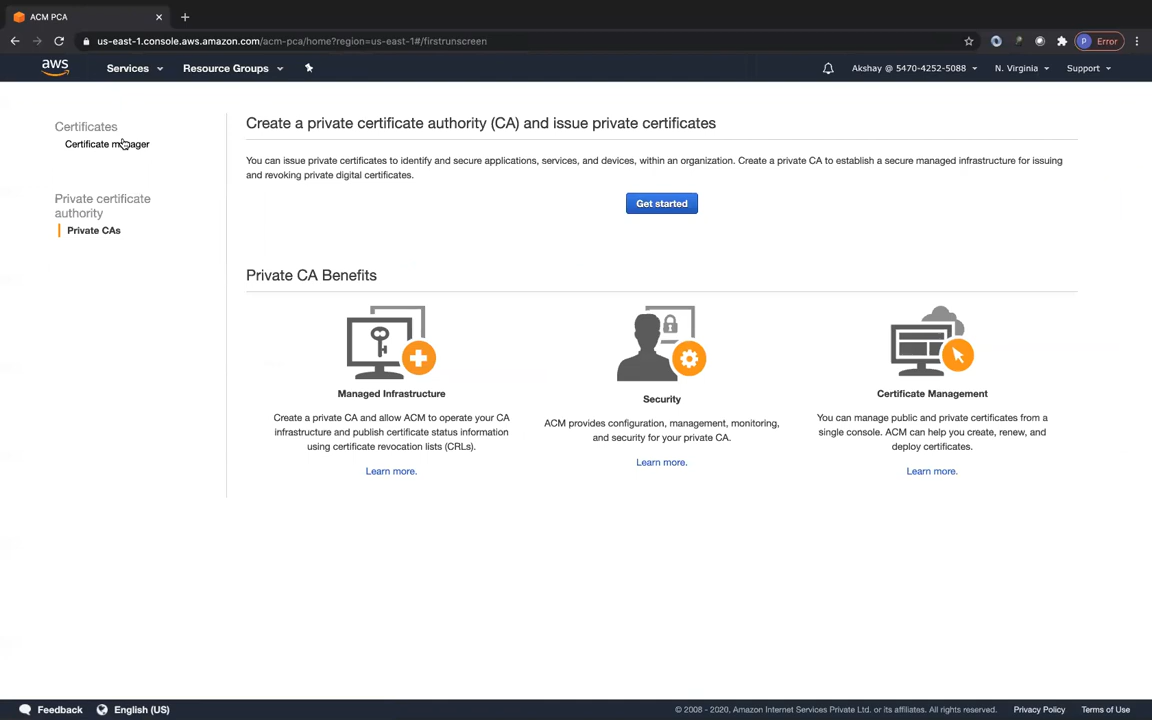 ACM PCA
us-east-1.console.aws.amazon.com/acm-pca/home?region=us-east-1#/firstrunscreen
P Error
aws Services Resource Groups Akshay @ 5470-4252-5088 N. Virginia Support
Certificates
Certificate manager
Private certificate
authority
Private CAs
Create a private certificate authority (CA) and issue private certificates
You can issue private certificates to identify and secure applications, services, and devices, within an organization. Create a private CA to establish a secure managed infrastructure for issuing
and revoking private digital certificates.
Get started
Private CA Benefits
Managed Infrastructure
Create a private CA and allow ACM to operate your CA
infrastructure and publish certificate status information
using certificate revocation lists (CRLs).
Learn more.
Security
ACM provides configuration, management, monitoring,
and security for your private CA.
Learn more.
Certificate Management
You can manage public and private certificates from a
single console. ACM can help you create, renew, and
deploy certificates.
Learn more.
Feedback English (US) © 2008 - 2020, Amazon Internet Services Private Ltd. or its affiliates. All rights reserved. Privacy Policy Terms of Use